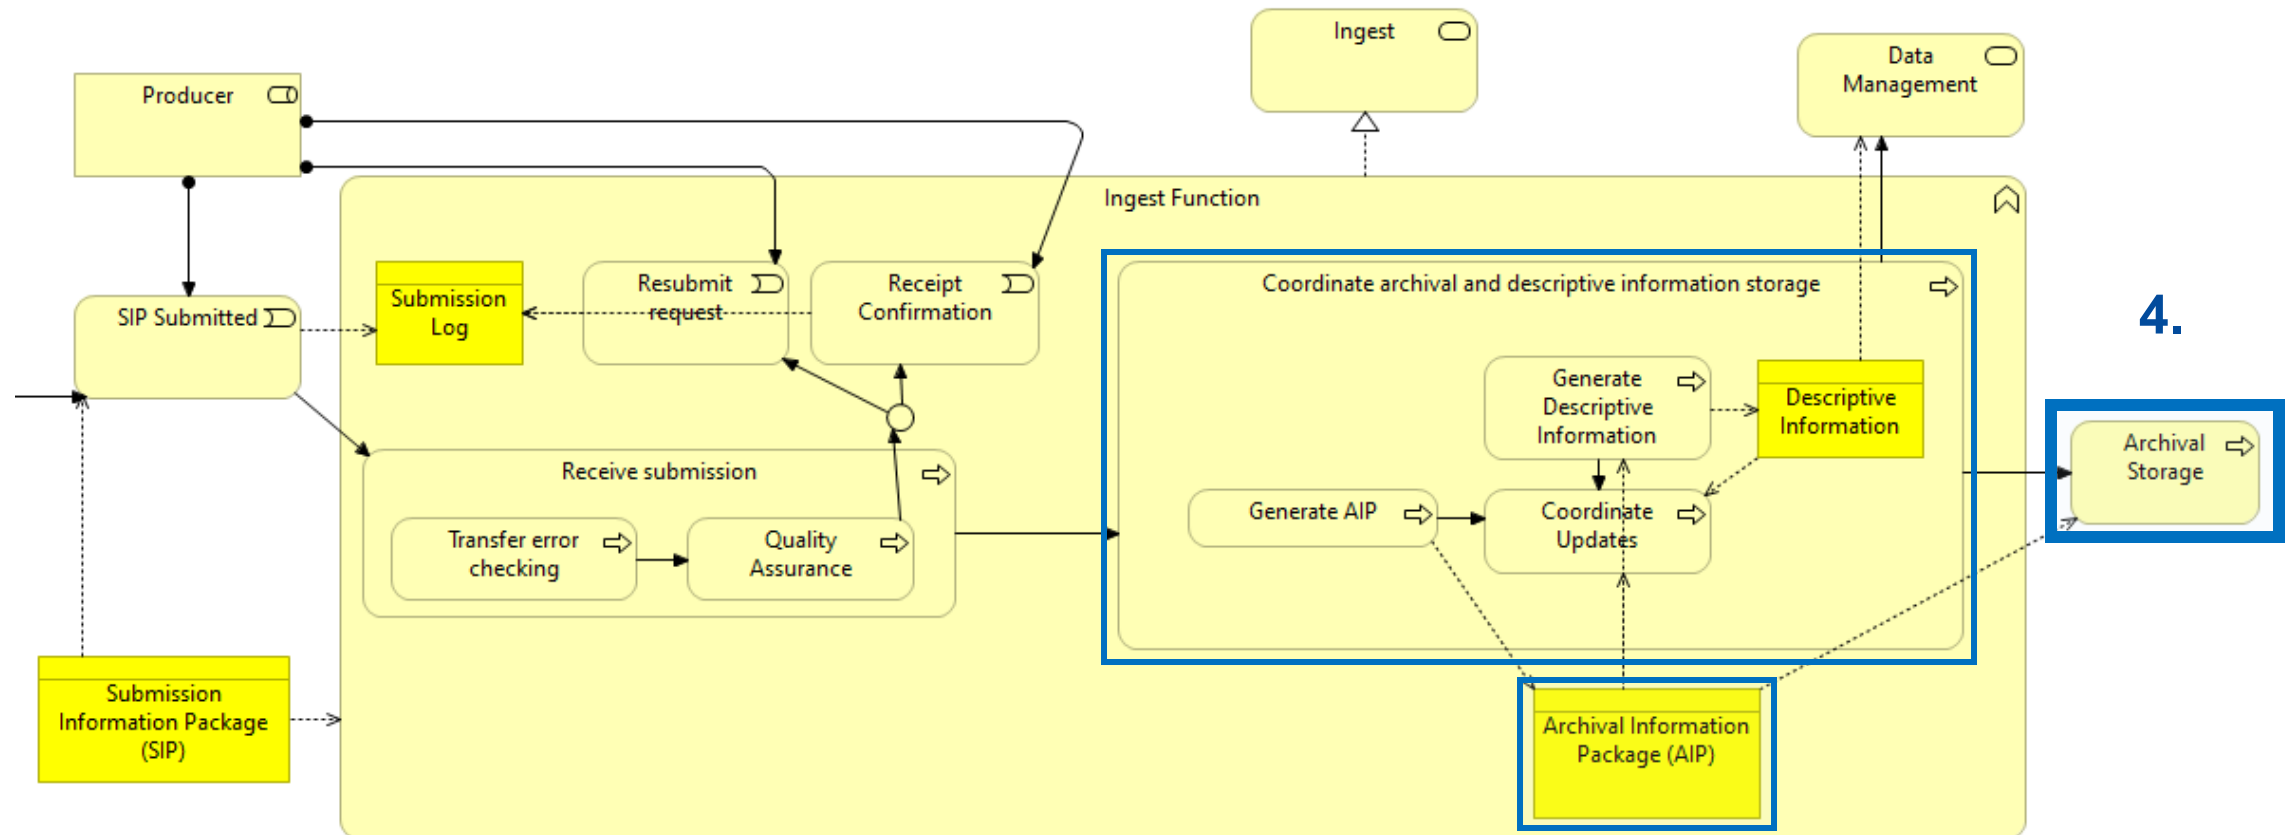 Ingest
Data
Management
Producer
Ingest Function
SIP Submitted
Submission
Log
Resubmit
request
Receipt
Confirmation
Coordinate archival and descriptive information storage
4.
Generate
Descriptive
Information
Descriptive
Information
Archival
Storage
Receive submission
Transfer error
checking
Quality
Assurance
Generate AIP
Coordinate
Updates
Submission
Information Package
(SIP)
Archival Information
Package (AIP)